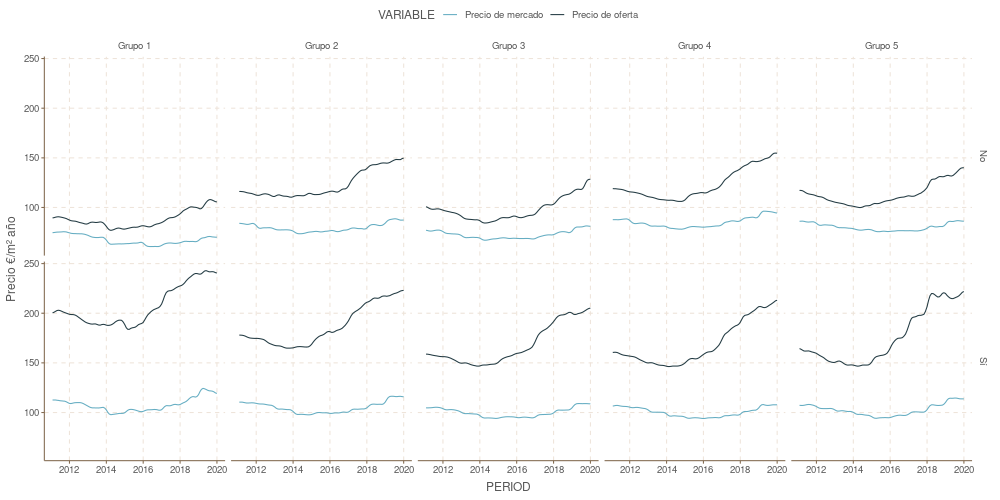 VARIABLE Precio de mercado Precio de oferta
Grupo 1 Grupo 2 Grupo 3 Grupo 4 Grupo 5
250
200
150
100
No
Precio €/m² año
250
200
150
100
Sí
2012 2014 2016 2018 2020 2012 2014 2016 2018 2020 2012 2014 2016 2018 2020 2012 2014 2016 2018 2020 2012 2014 2016 2018 2020
PERIOD